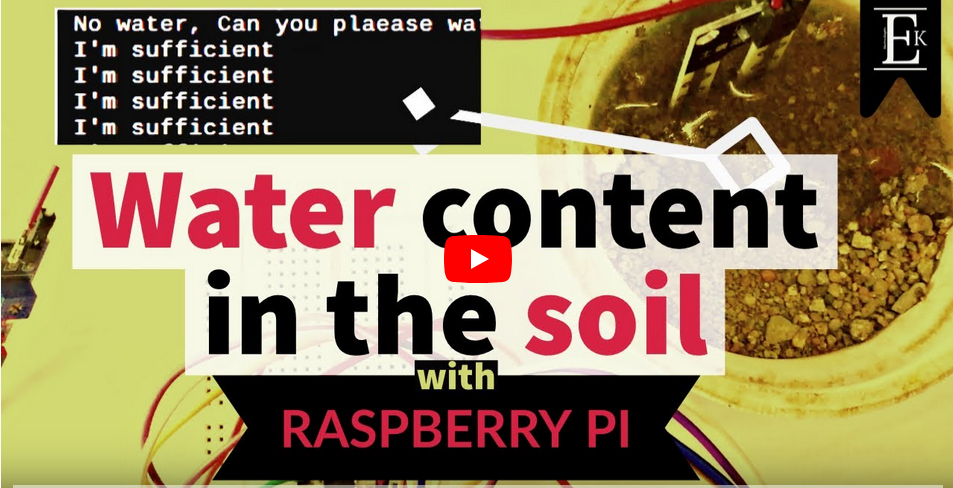 No water, Can you plaease wa
I'm sufficient
I'm sufficient
I'm sufficient
I'm sufficient
EK
Water content
in the soil
with
RASPBERRY PI